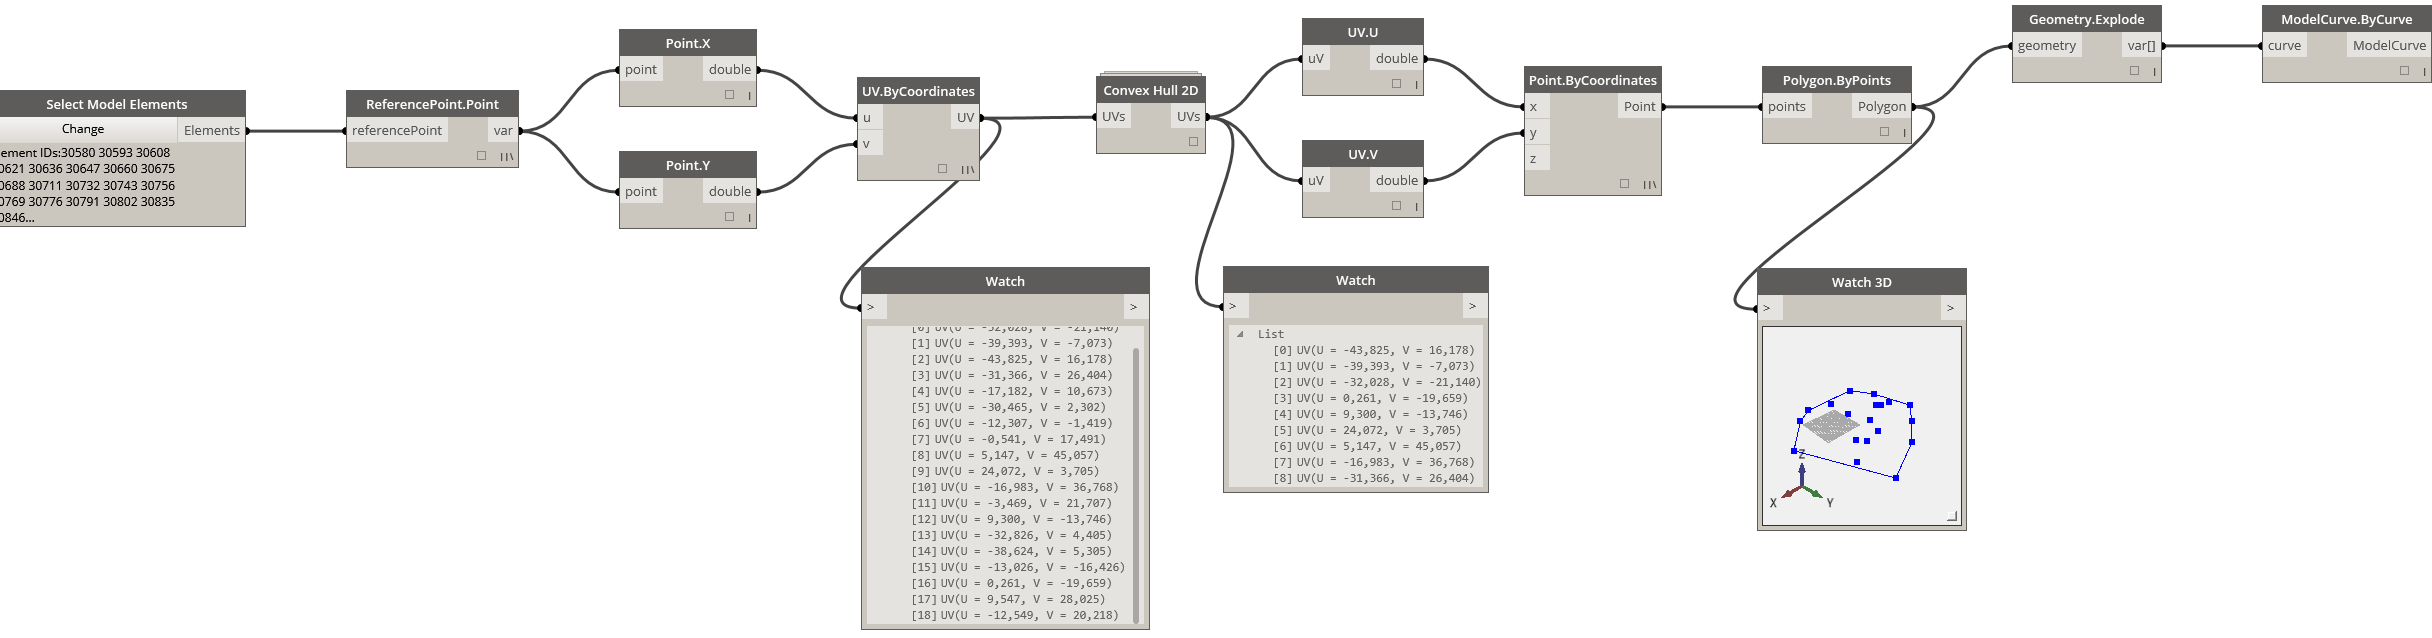 Select Model Elements
Change
Elements
ement IDs:30580 30593 30608
0621 30636 30647 30660 30675
0688 30711 30732 30743 30756
0769 30776 30791 30802 30835
0846...
ReferencePoint.Point
referencePoint var
Point.X
point double
Point.Y
point double
UV.ByCoordinates
u UV
v
Watch
> >
[0] UV(U = -32,028, V = -21,140)
[1] UV(U = -39,393, V = -7,073)
[2] UV(U = -43,825, V = 16,178)
[3] UV(U = -31,366, V = 26,404)
[4] UV(U = -17,182, V = 10,673)
[5] UV(U = -30,465, V = 2,302)
[6] UV(U = -12,307, V = -1,419)
[7] UV(U = -0,541, V = 17,491)
[8] UV(U = 5,147, V = 45,057)
[9] UV(U = 24,072, V = 3,705)
[10] UV(U = -16,983, V = 36,768)
[11] UV(U = -3,469, V = 21,707)
[12] UV(U = 9,300, V = -13,746)
[13] UV(U = -32,826, V = 4,405)
[14] UV(U = -38,624, V = 5,305)
[15] UV(U = -13,026, V = -16,426)
[16] UV(U = 0,261, V = -19,659)
[17] UV(U = 9,547, V = 28,025)
[18] UV(U = -12,549, V = 20,218)
Convex Hull 2D
UVs UVs
Watch
> >
List
[0] UV(U = -43,825, V = 16,178)
[1] UV(U = -39,393, V = -7,073)
[2] UV(U = -32,028, V = -21,140)
[3] UV(U = 0,261, V = -19,659)
[4] UV(U = 9,300, V = -13,746)
[5] UV(U = 24,072, V = 3,705)
[6] UV(U = 5,147, V = 45,057)
[7] UV(U = -16,983, V = 36,768)
[8] UV(U = -31,366, V = 26,404)
UV.U
uV double
UV.V
uV double
Point.ByCoordinates
x Point
y
z
Polygon.ByPoints
points Polygon
Watch 3D
> >
Z
X Y
Geometry.Explode
geometry var[]
ModelCurve.ByCurve
curve ModelCurve